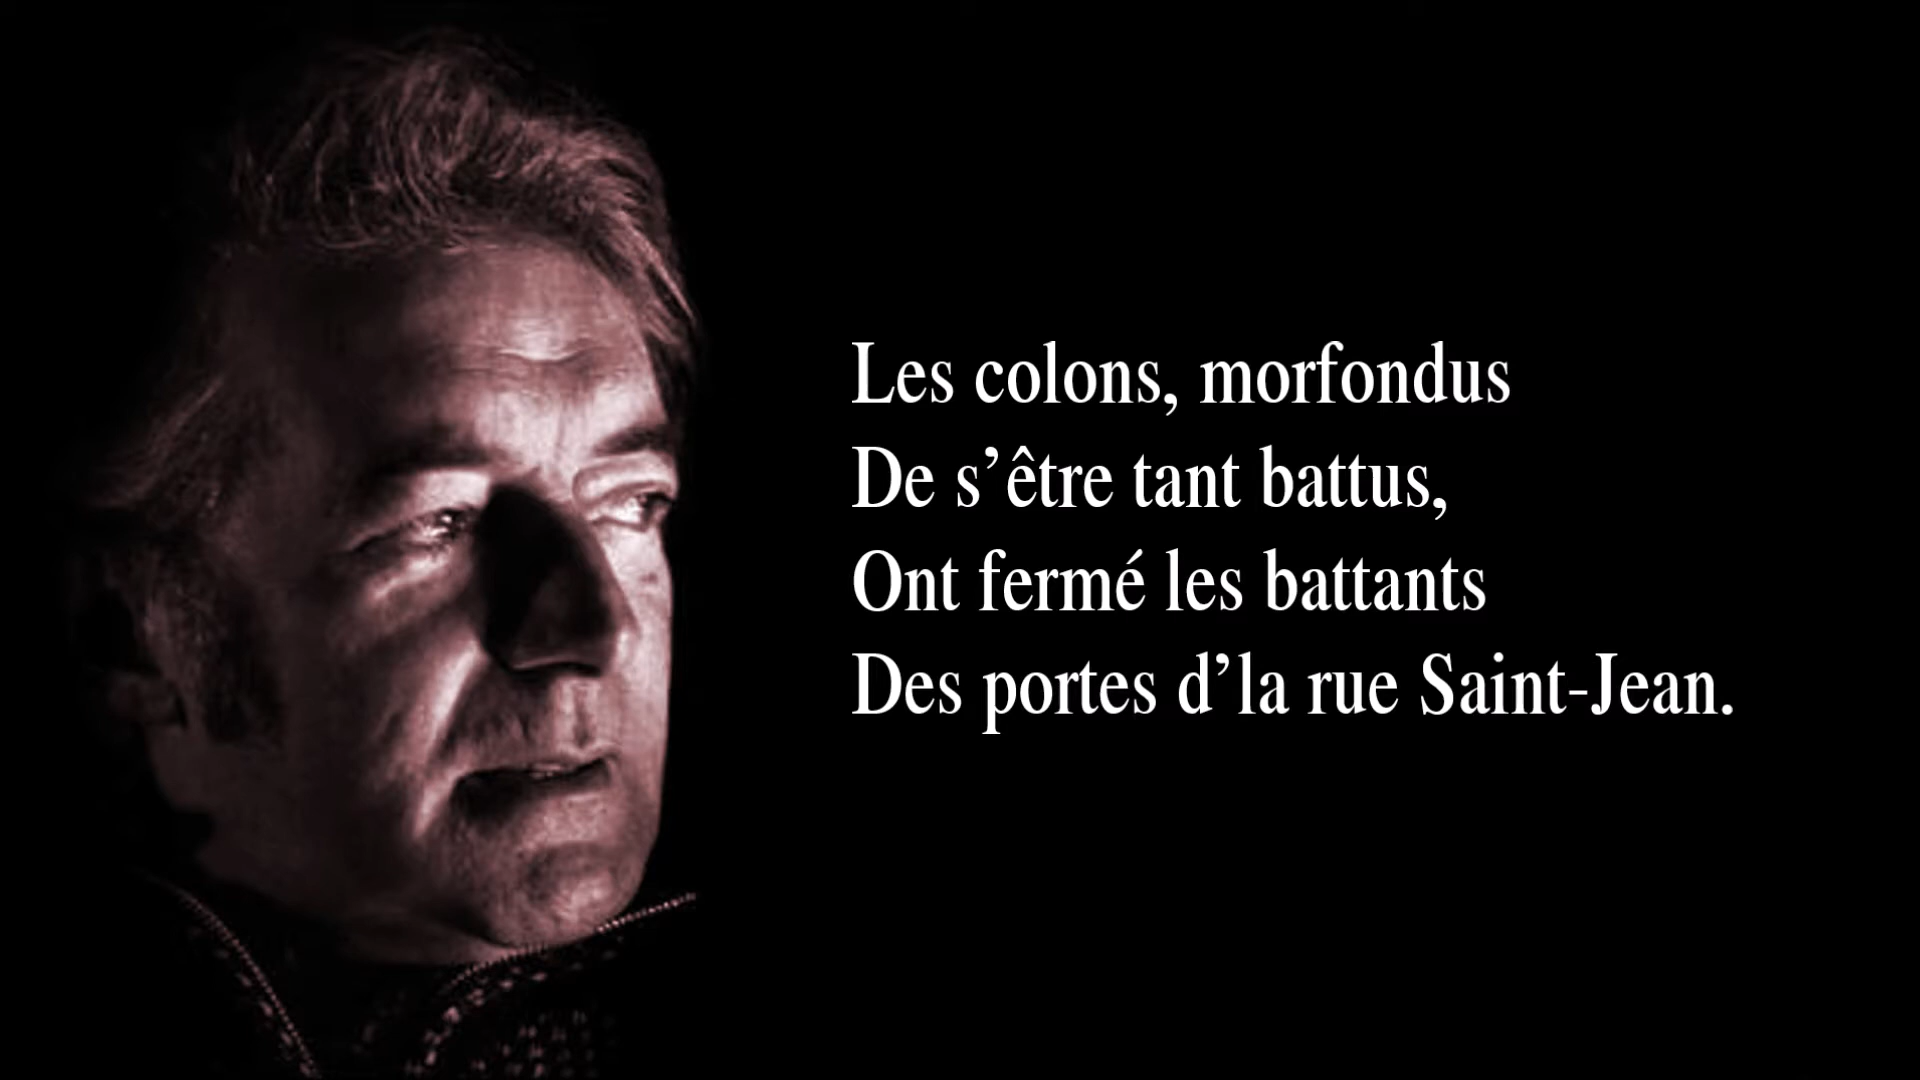 Les colons, morfondus
De s’être tant battus,
Ont fermé les battants
Des portes d’la rue Saint-Jean.